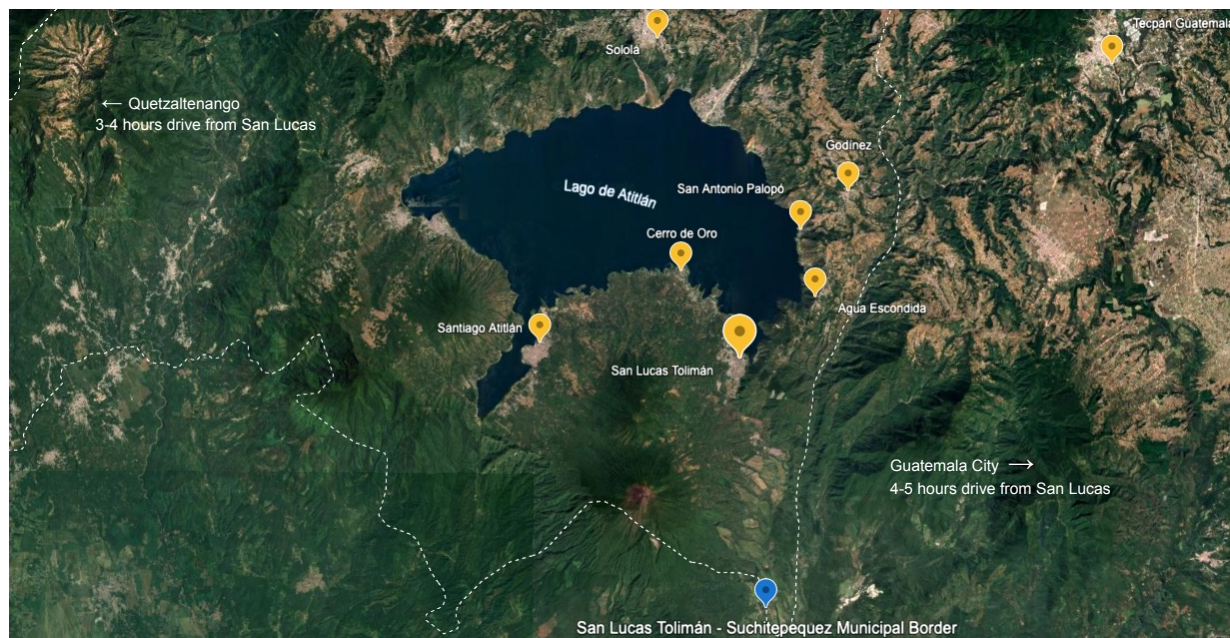 Tecpán Guatemala
Sololá
← Quetzaltenango
3-4 hours drive from San Lucas
Godínez
Lago de Atitlán
San Antonio Palopó
Cerro de Oro
Agua Escondida
Santiago Atitlán
San Lucas Tolimán
Guatemala City →
4-5 hours drive from San Lucas
San Lucas Tolimán - Suchitepequez Municipal Border